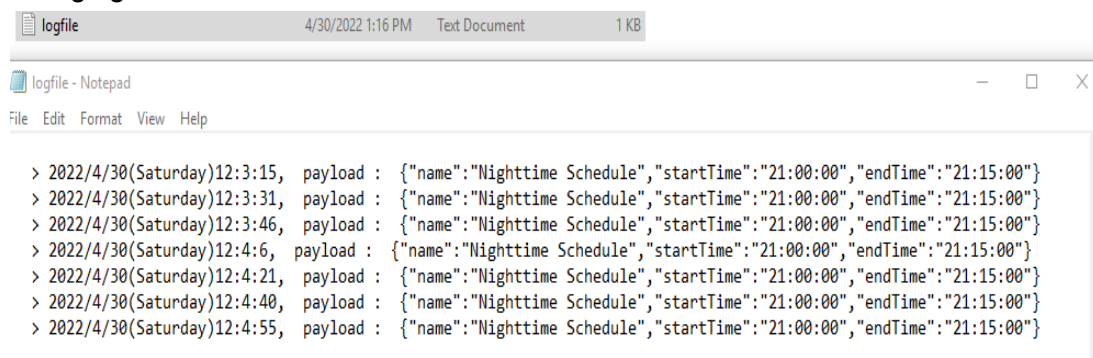 logfile 4/30/2022 1:16 PM Text Document 1 KB
logfile - Notepad
File Edit Format View Help
> 2022/4/30(Saturday)12:3:15, payload : {"name":"Nighttime Schedule","startTime":"21:00:00","endTime":"21:15:00"}
> 2022/4/30(Saturday)12:3:31, payload : {"name":"Nighttime Schedule","startTime":"21:00:00","endTime":"21:15:00"}
> 2022/4/30(Saturday)12:3:46, payload : {"name":"Nighttime Schedule","startTime":"21:00:00","endTime":"21:15:00"}
> 2022/4/30(Saturday)12:4:6, payload : {"name":"Nighttime Schedule","startTime":"21:00:00","endTime":"21:15:00"}
> 2022/4/30(Saturday)12:4:21, payload : {"name":"Nighttime Schedule","startTime":"21:00:00","endTime":"21:15:00"}
> 2022/4/30(Saturday)12:4:40, payload : {"name":"Nighttime Schedule","startTime":"21:00:00","endTime":"21:15:00"}
> 2022/4/30(Saturday)12:4:55, payload : {"name":"Nighttime Schedule","startTime":"21:00:00","endTime":"21:15:00"}